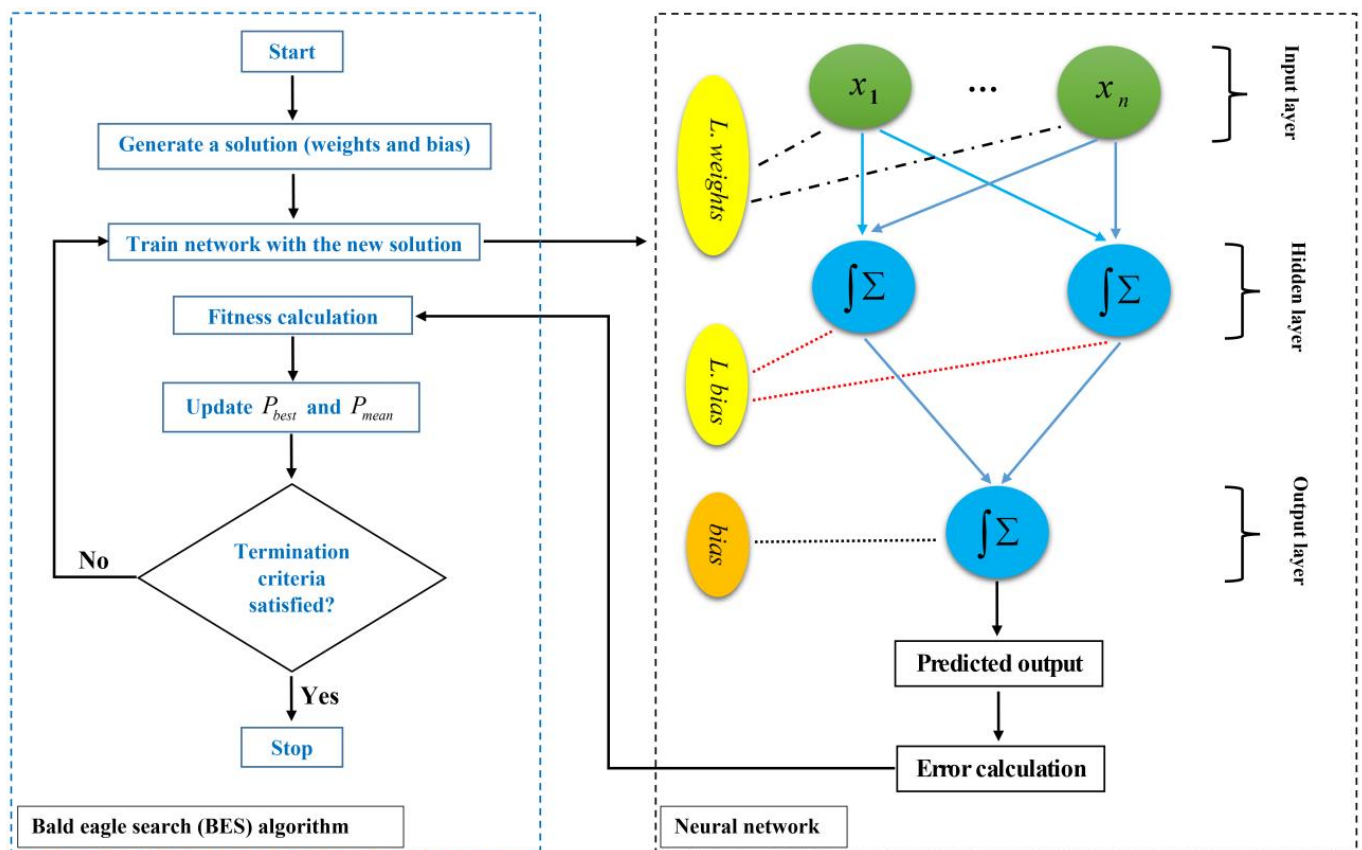 Start
Generate a solution (weights and bias)
Train network with the new solution
Fitness calculation
Update P_best and P_mean
Termination
criteria
satisfied?
No
Yes
Stop
Bald eagle search (BES) algorithm
x_1
...
x_n
Input layer
L. weights
∫Σ
∫Σ
Hidden layer
L. bias
∫Σ
Output layer
bias
Predicted output
Error calculation
Neural network